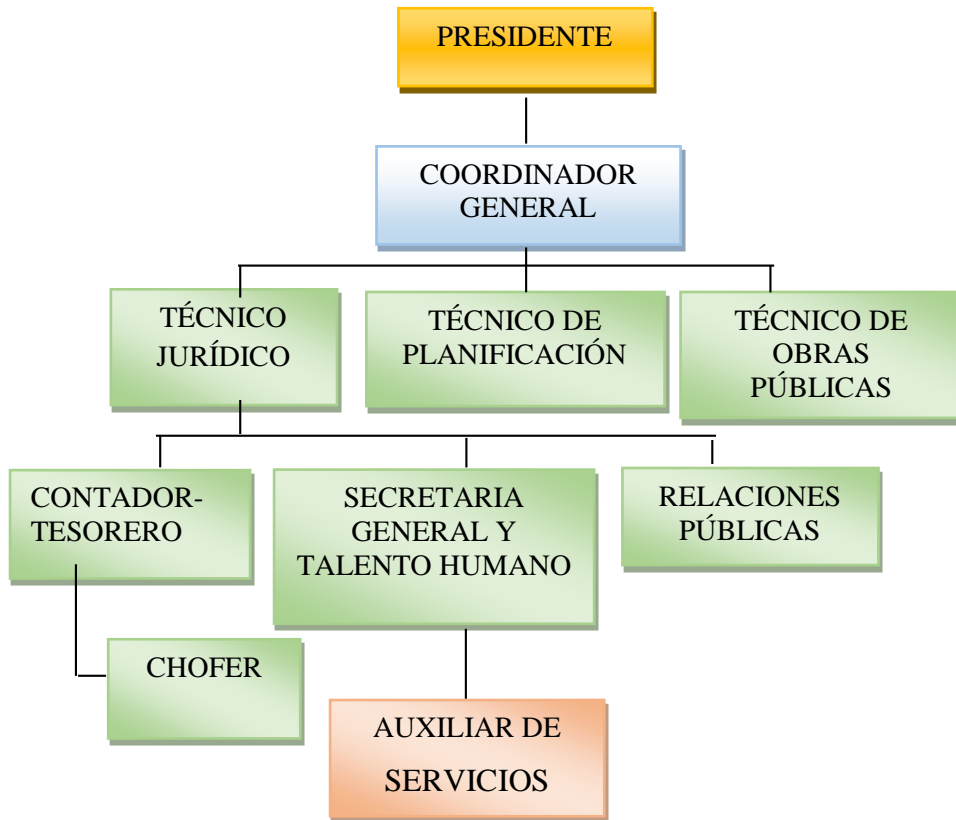 PRESIDENTE
COORDINADOR
GENERAL
TÉCNICO
JURÍDICO
TÉCNICO DE
PLANIFICACIÓN
TÉCNICO DE
OBRAS
PÚBLICAS
CONTADOR-
TESORERO
SECRETARIA
GENERAL Y
TALENTO HUMANO
RELACIONES
PÚBLICAS
CHOFER
AUXILIAR DE
SERVICIOS